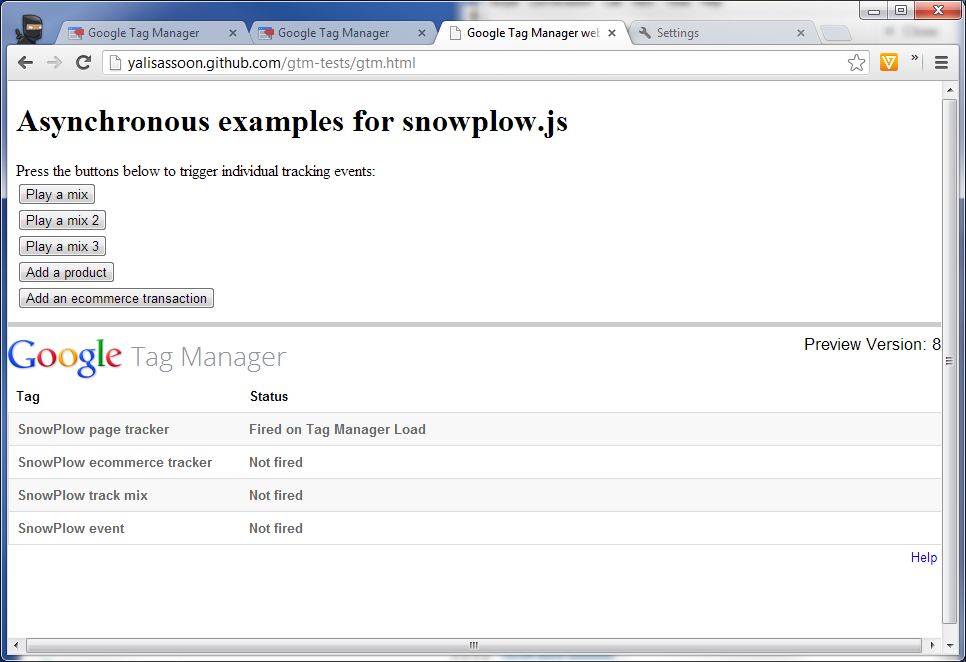 Google Tag Manager
Google Tag Manager
Google Tag Manager web
Settings
yalisassoon.github.com/gtm-tests/gtm.html
Asynchronous examples for snowplow.js
Press the buttons below to trigger individual tracking events:
Play a mix
Play a mix 2
Play a mix 3
Add a product
Add an ecommerce transaction
Google Tag Manager
Preview Version: 8
Tag Status
SnowPlow page tracker Fired on Tag Manager Load
SnowPlow ecommerce tracker Not fired
SnowPlow track mix Not fired
SnowPlow event Not fired
Help